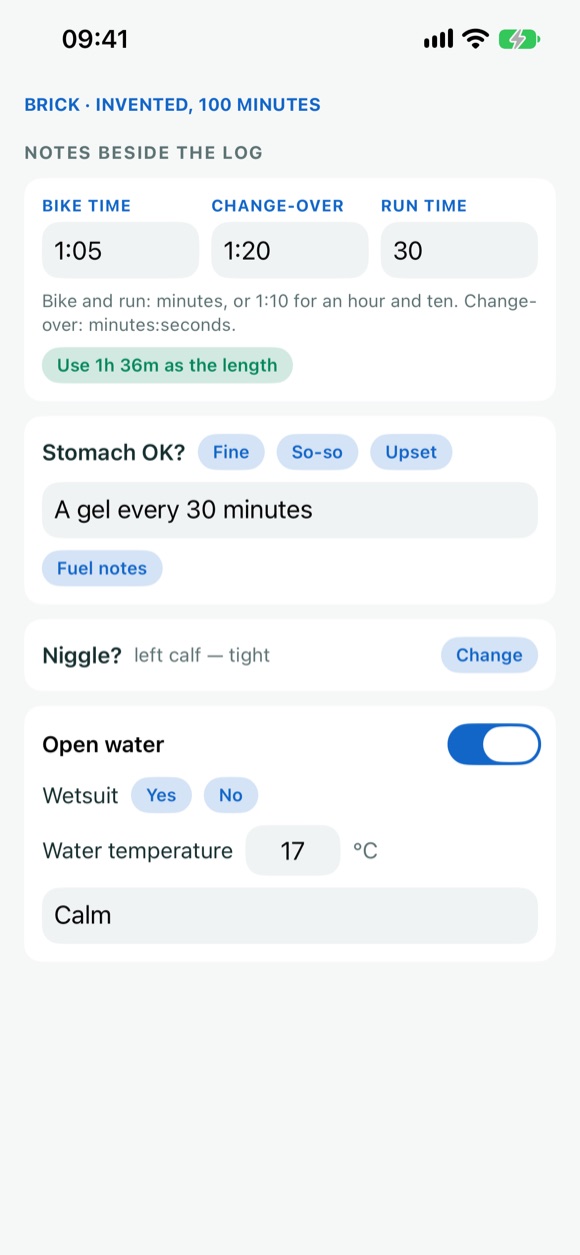 09:41
BRICK · INVENTED, 100 MINUTES
NOTES BESIDE THE LOG
BIKE TIME CHANGE-OVER RUN TIME
1:05 1:20 30
Bike and run: minutes, or 1:10 for an hour and ten. Change-
over: minutes:seconds.
Use 1h 36m as the length
Stomach OK? Fine So-so Upset
A gel every 30 minutes
Fuel notes
Niggle? left calf — tight Change
Open water
Wetsuit Yes No
Water temperature 17 °C
Calm